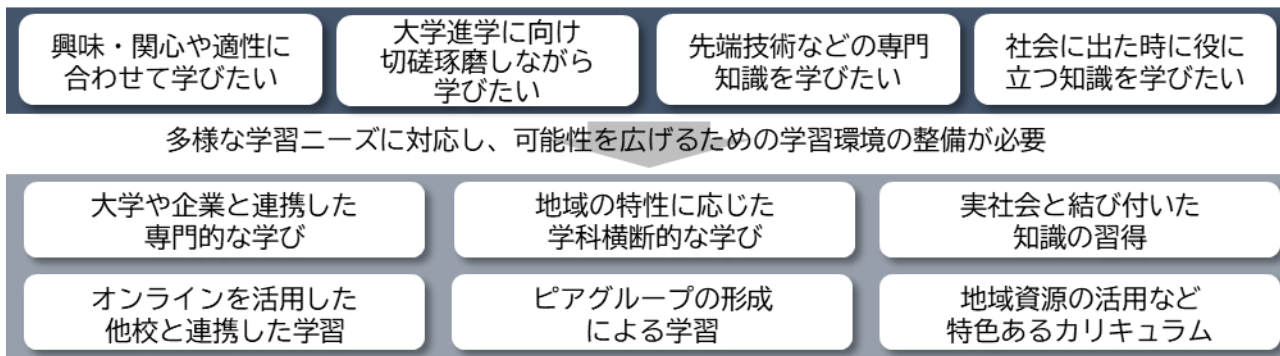 興味・関心や適性に
合わせて学びたい
大学進学に向け
切磋琢磨しながら
学びたい
先端技術などの専門
知識を学びたい
社会に出た時に役に
立つ知識を学びたい
多様な学習ニーズに対応し、可能性を広げるための学習環境の整備が必要
大学や企業と連携した
専門的な学び
地域の特性に応じた
学科横断的な学び
実社会と結び付いた
知識の習得
オンラインを活用した
他校と連携した学習
ピアグループの形成
による学習
地域資源の活用など
特色あるカリキュラム